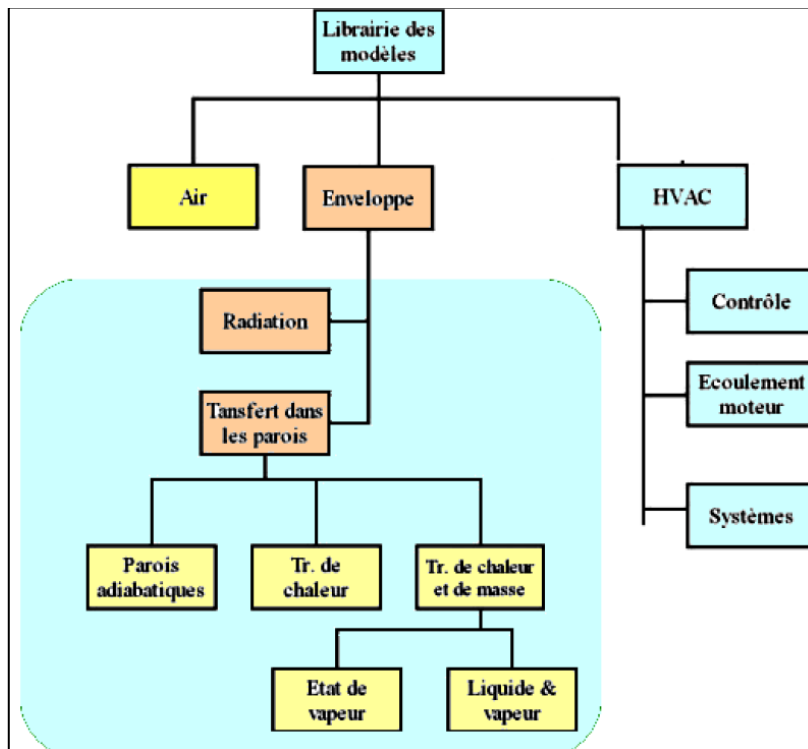 Librairie des
modèles
Air
Enveloppe
HVAC
Radiation
Contrôle
Tansfert dans
les parois
Ecoulement
moteur
Systèmes
Parois
adiabatiques
Tr. de
chaleur
Tr. de chaleur
et de masse
Etat de
vapeur
Liquide &
vapeur